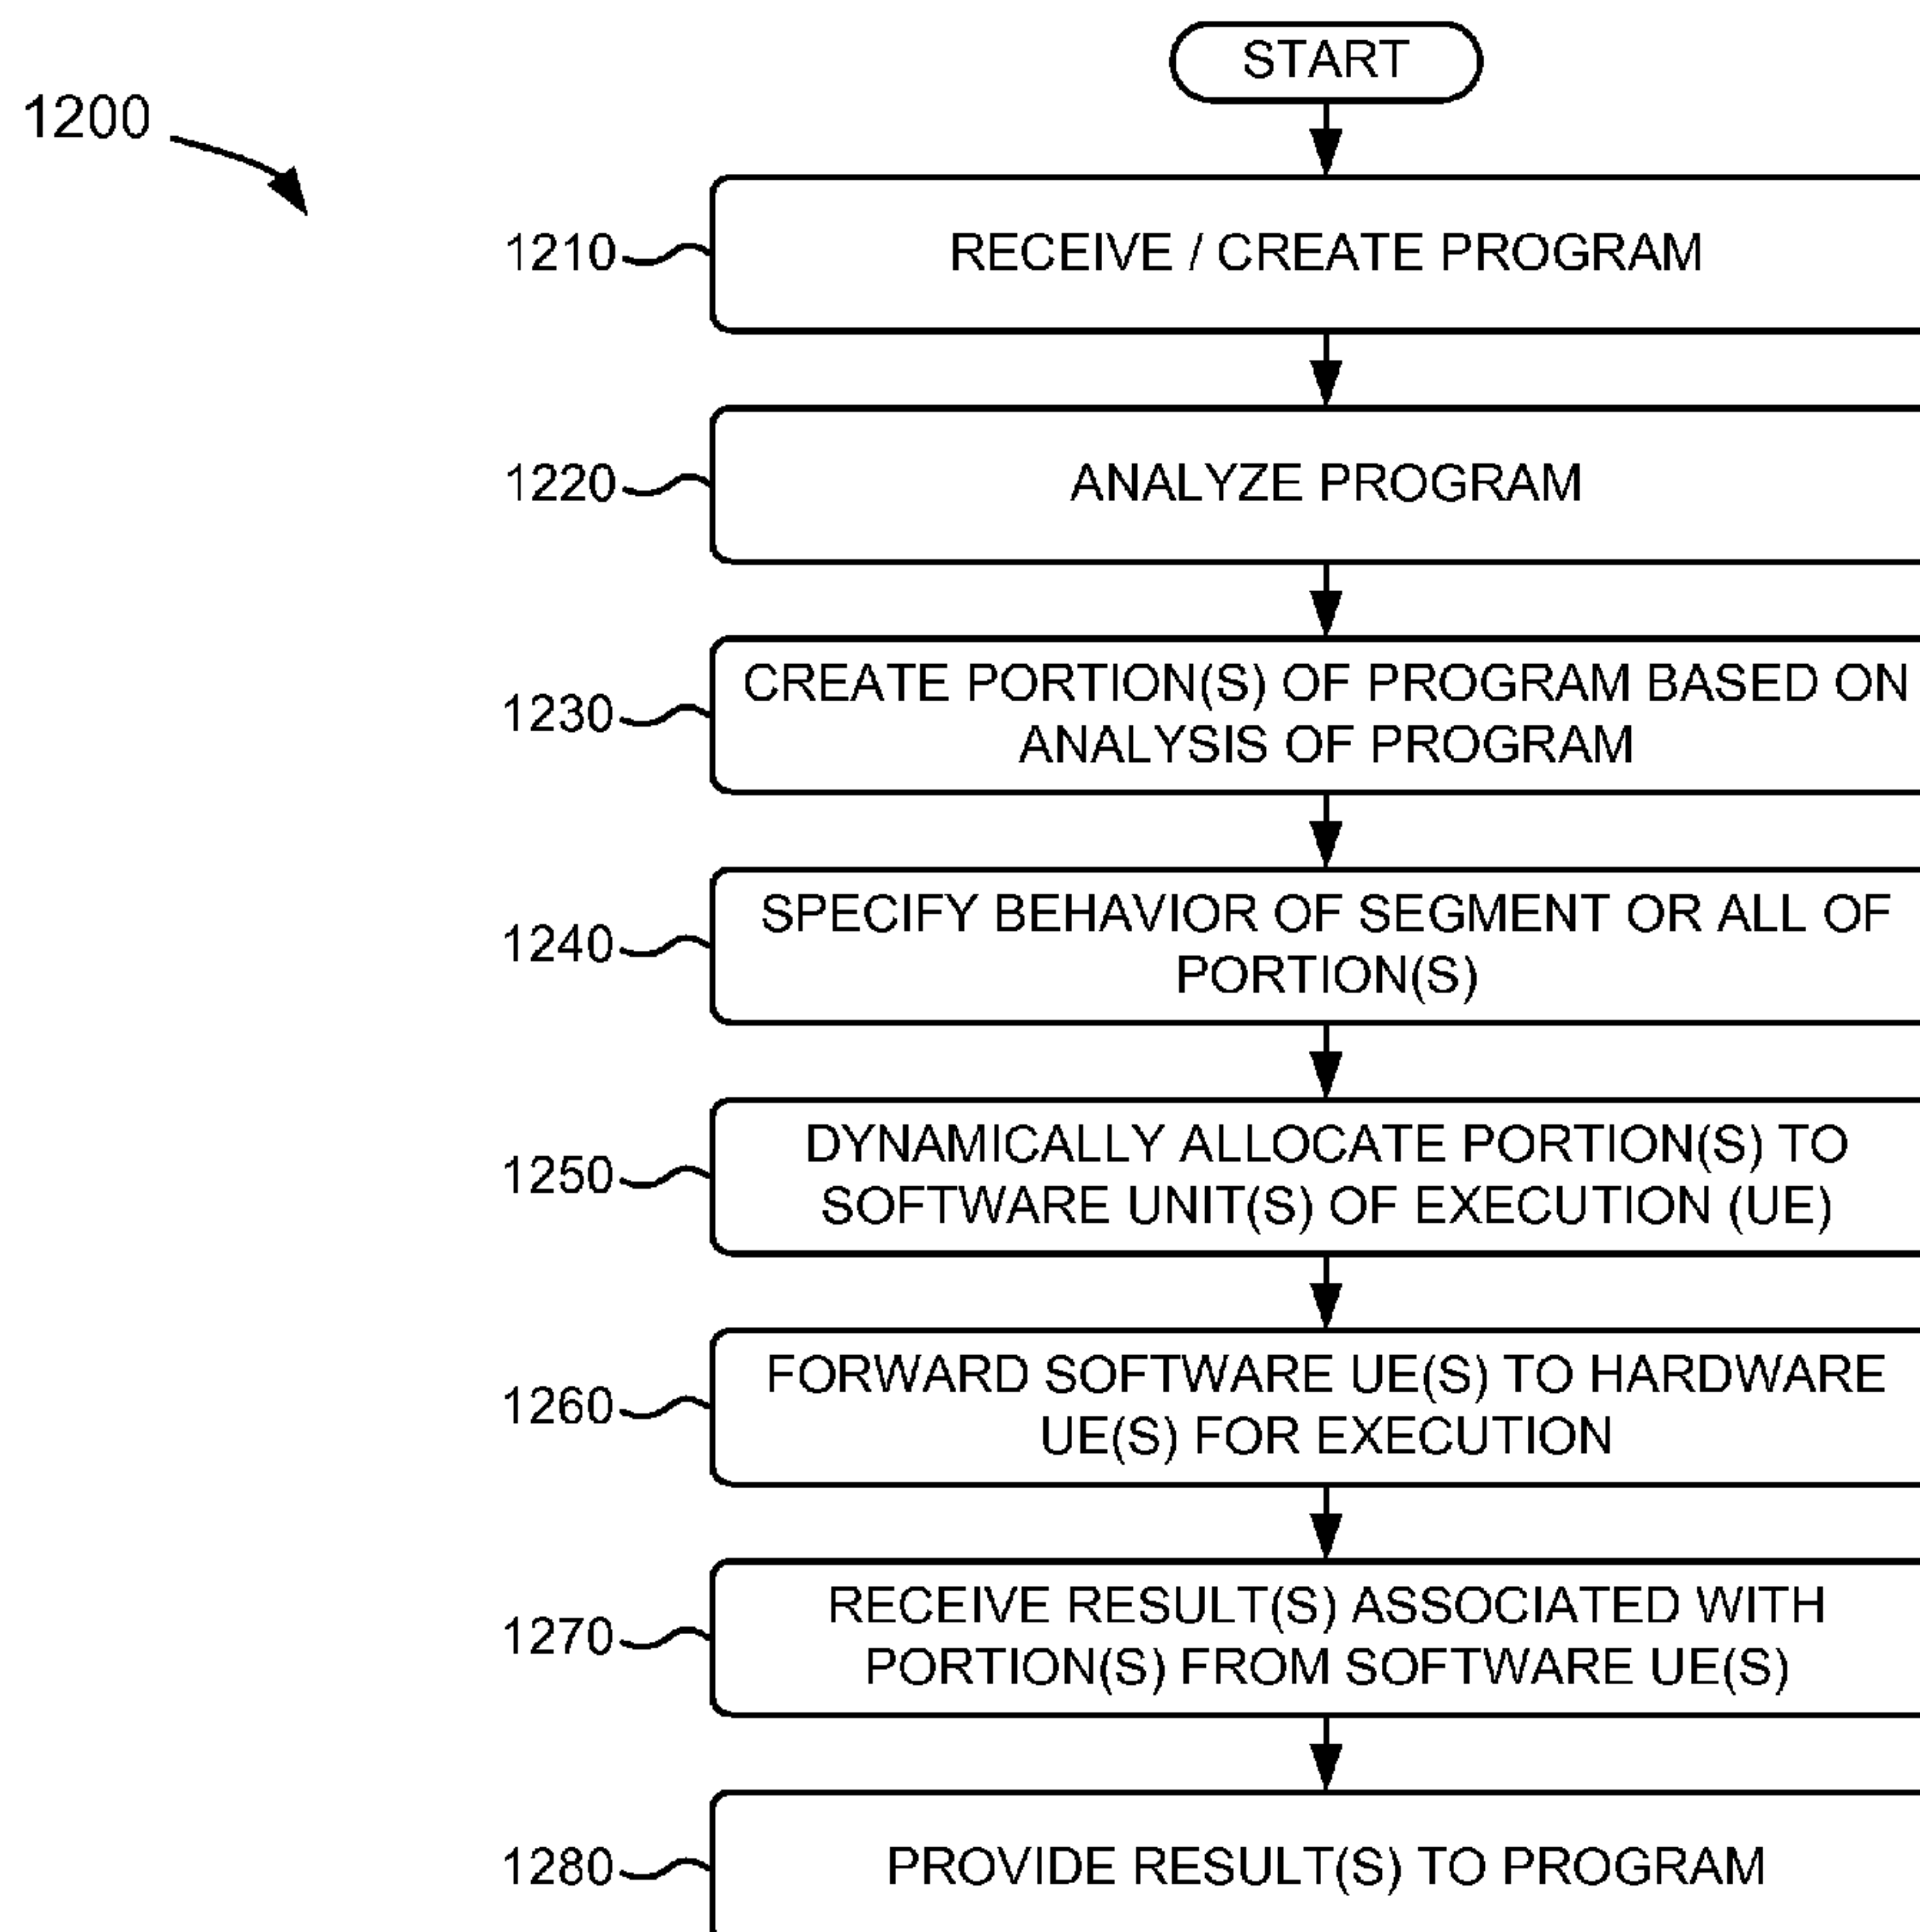 START
1200
1210
RECEIVE / CREATE PROGRAM
1220
ANALYZE PROGRAM
1230
CREATE PORTION(S) OF PROGRAM BASED ON
ANALYSIS OF PROGRAM
1240
SPECIFY BEHAVIOR OF SEGMENT OR ALL OF
PORTION(S)
1250
DYNAMICALLY ALLOCATE PORTION(S) TO
SOFTWARE UNIT(S) OF EXECUTION (UE)
1260
FORWARD SOFTWARE UE(S) TO HARDWARE
UE(S) FOR EXECUTION
1270
RECEIVE RESULT(S) ASSOCIATED WITH
PORTION(S) FROM SOFTWARE UE(S)
1280
PROVIDE RESULT(S) TO PROGRAM